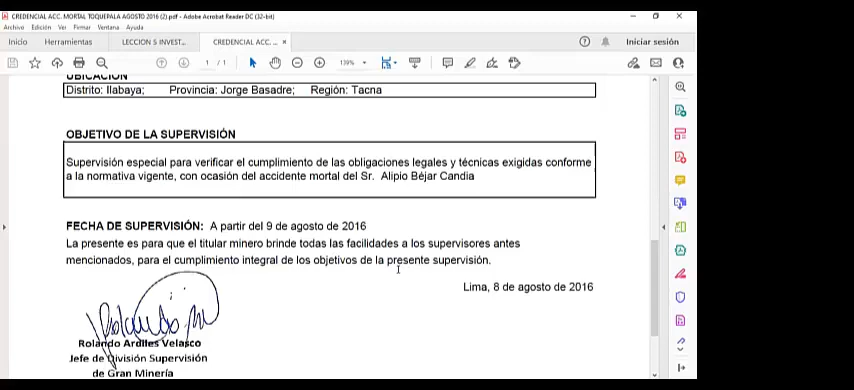 CREDENCIAL ACC. MORTAL TOQUEPALA AGOSTO 2016 (2).pdf - Adobe Acrobat Reader DC (32-bit)
Archivo Edición Ver Firmar Ventana Ayuda
Inicio Herramientas LECCION 5 INVEST... CREDENCIAL ACC. ... × Iniciar sesión
1 / 1 139%
UBICACIÓN
Distrito: Ilabaya; Provincia: Jorge Basadre; Región: Tacna
OBJETIVO DE LA SUPERVISIÓN
Supervisión especial para verificar el cumplimiento de las obligaciones legales y técnicas exigidas conforme
a la normativa vigente, con ocasión del accidente mortal del Sr. Alipio Béjar Candia
FECHA DE SUPERVISIÓN: A partir del 9 de agosto de 2016
La presente es para que el titular minero brinde todas las facilidades a los supervisores antes
mencionados, para el cumplimiento integral de los objetivos de la presente supervisión.
Lima, 8 de agosto de 2016
Rolando Ardiles Velasco
Jefe de División Supervisión
de Gran Minería